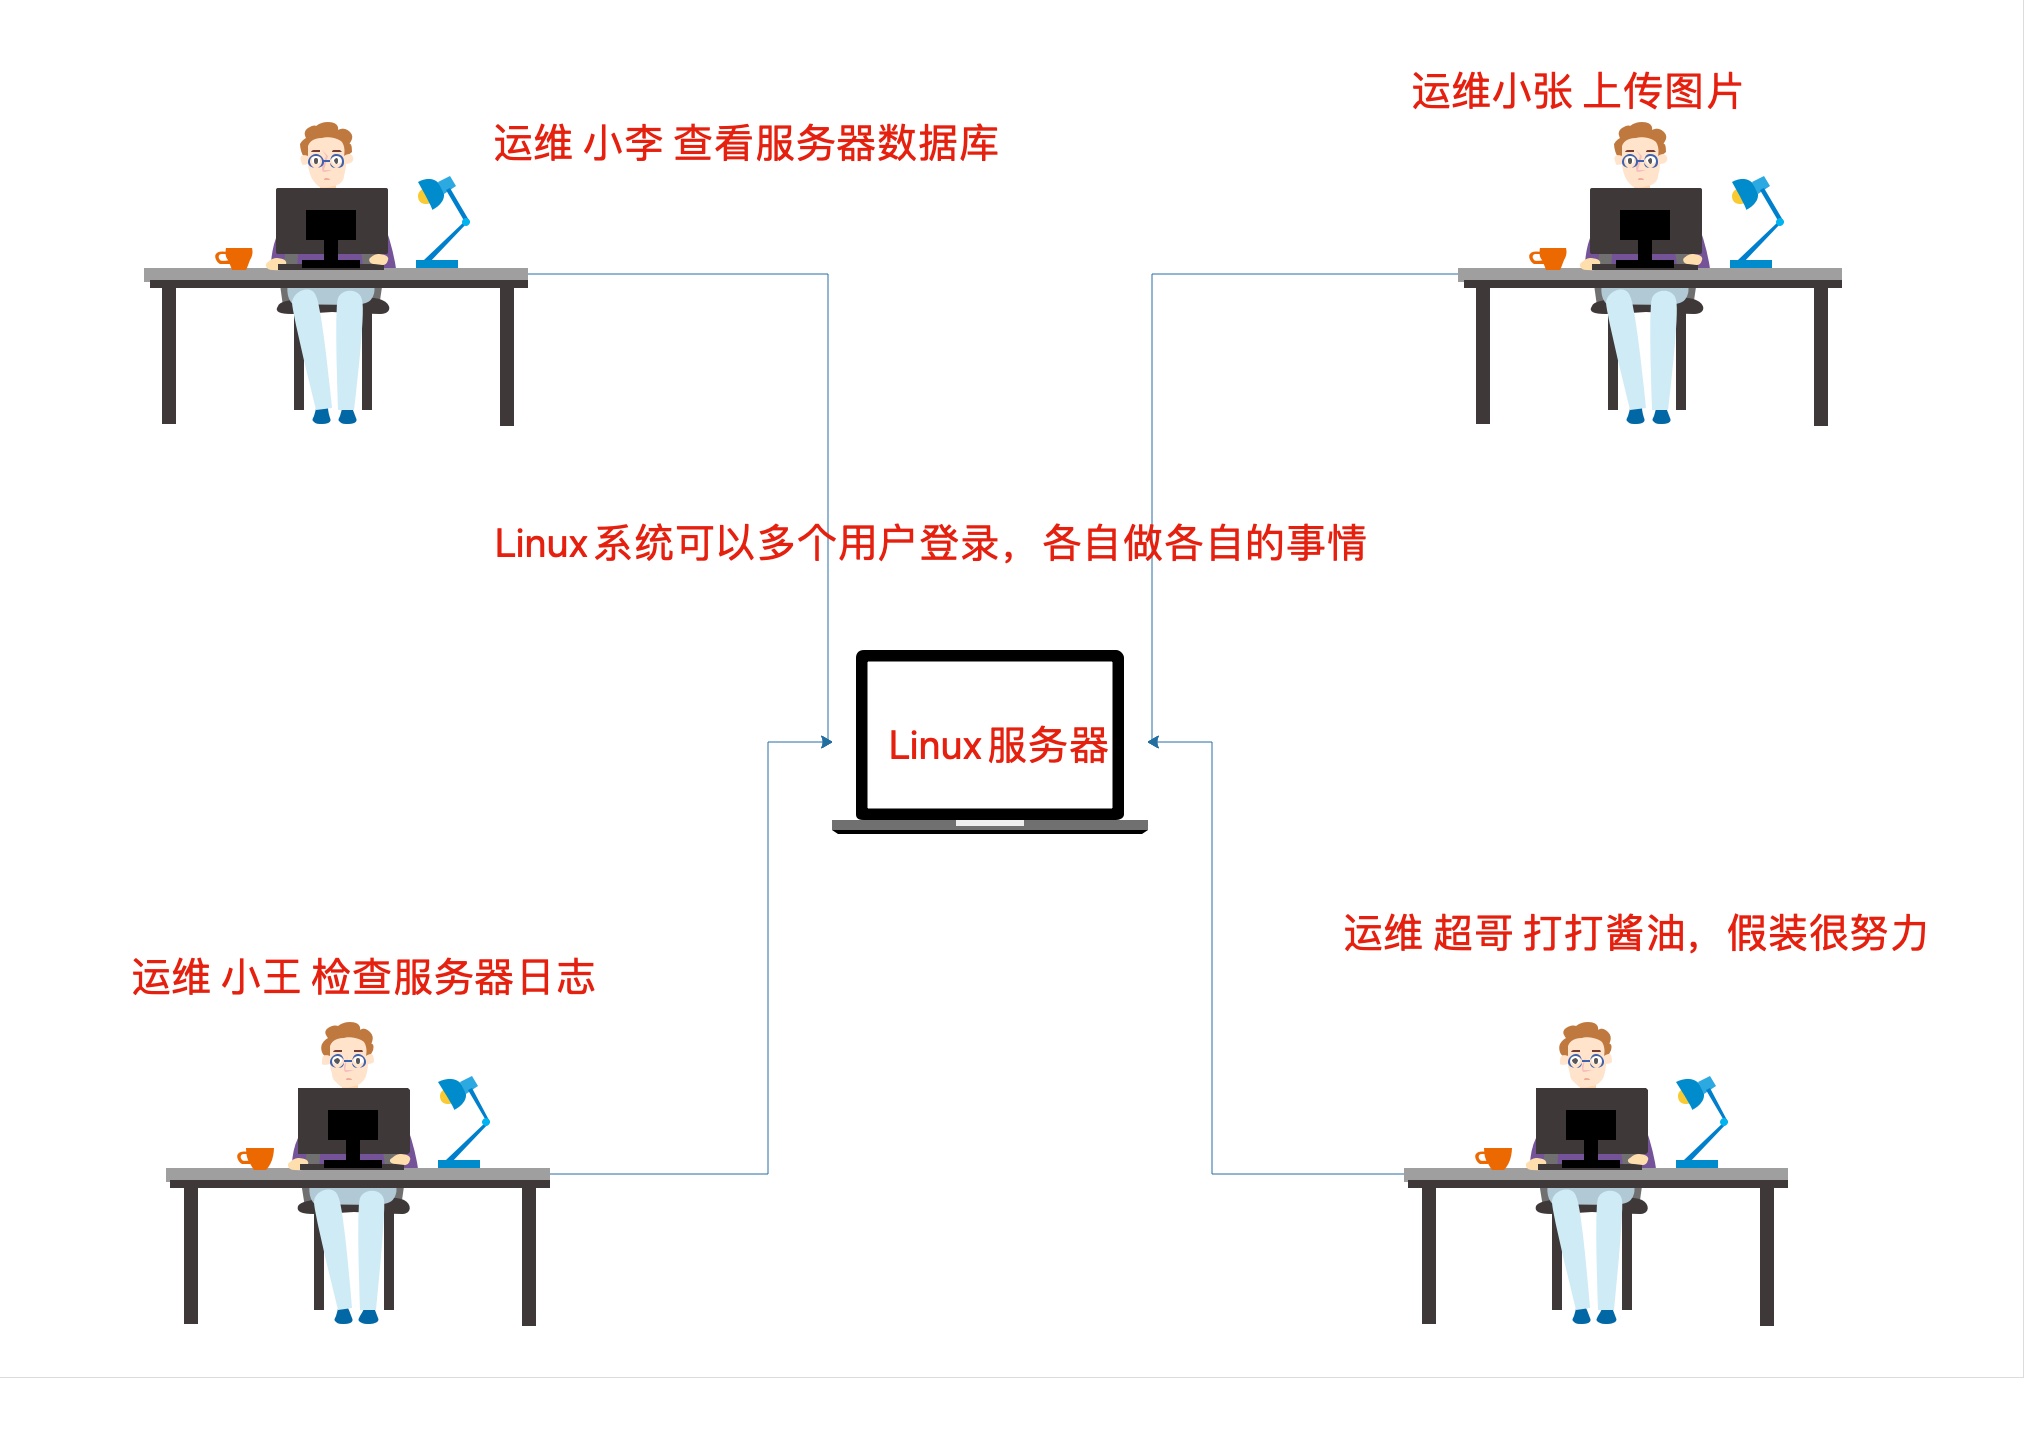 运维小张 上传图片
运维 小李 查看服务器数据库
Linux系统可以多个用户登录，各自做各自的事情
Linux服务器
运维 超哥 打打酱油，假装很努力
运维 小王 检查服务器日志